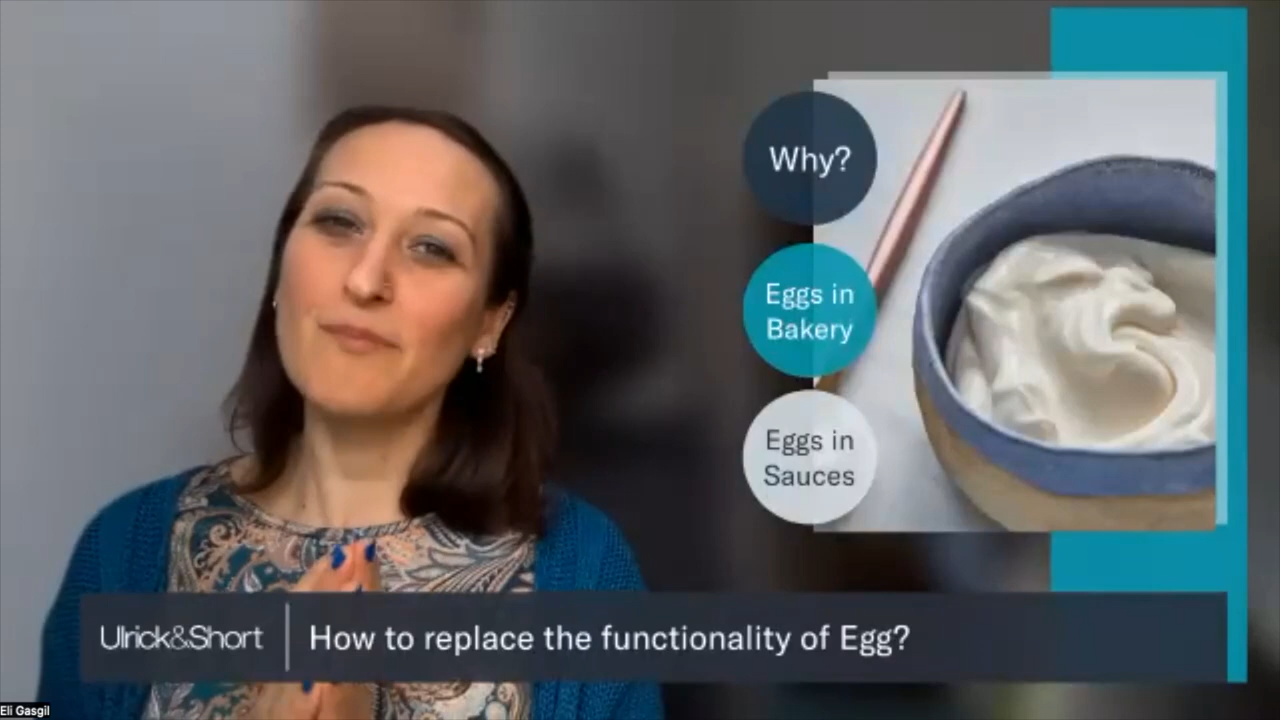 Why?
Eggs in
Bakery
Eggs in
Sauces
Ulrick&Short
How to replace the functionality of Egg?
Eli Gasgil